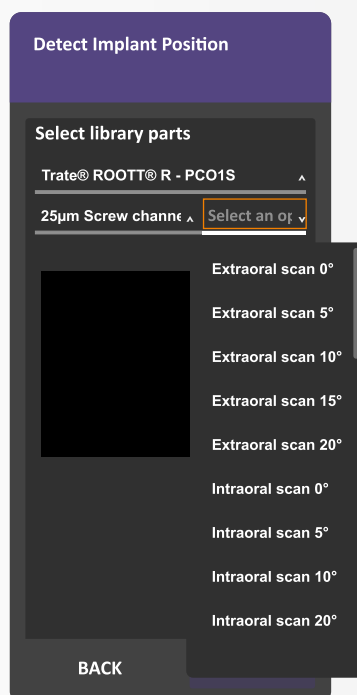 Detect Implant Position
Select library parts
Trate® ROOTT® R - PCO1S
25µm Screw channe Select an op
Extraoral scan 0°
Extraoral scan 5°
Extraoral scan 10°
Extraoral scan 15°
Extraoral scan 20°
Intraoral scan 0°
Intraoral scan 5°
Intraoral scan 10°
Intraoral scan 20°
BACK